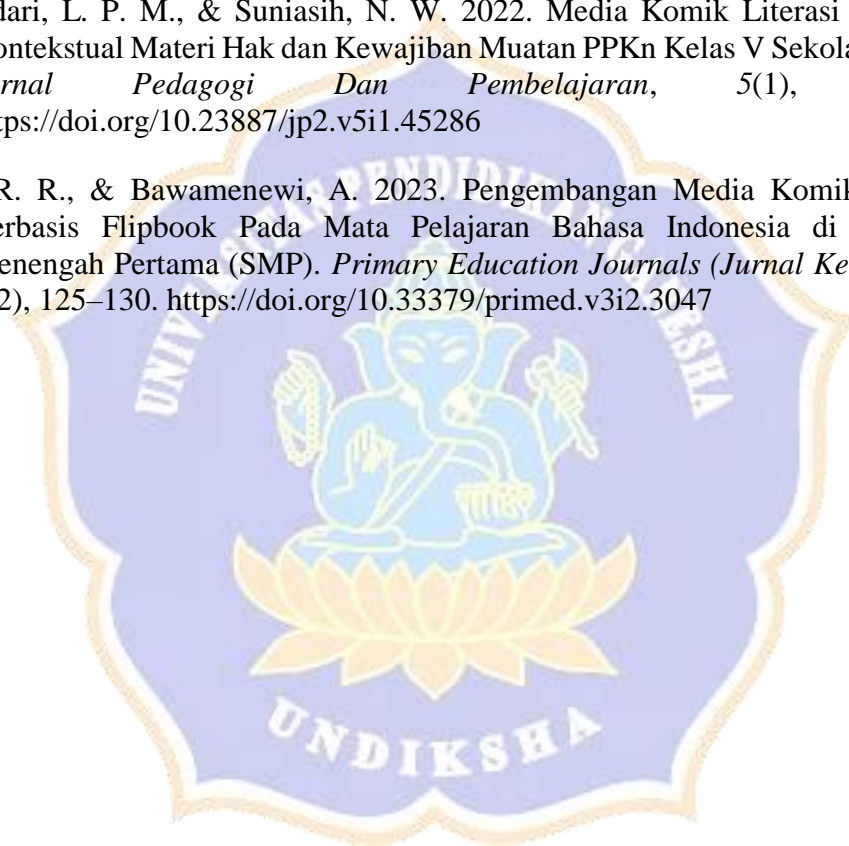 dari, L. P. M., & Suniasih, N. W. 2022. Media Komik Literasi
ontekstual Materi Hak dan Kewajiban Muatan PPKn Kelas V Sekola
rnal Pedagogi Dan Pembelajaran, 5(1),
tps://doi.org/10.23887/jp2.v5i1.45286
R. R., & Bawamenewi, A. 2023. Pengembangan Media Komik
erbasis Flipbook Pada Mata Pelajaran Bahasa Indonesia di
enengah Pertama (SMP). Primary Education Journals (Jurnal Ke
2), 125–130. https://doi.org/10.33379/primed.v3i2.3047
UNDIKSHA